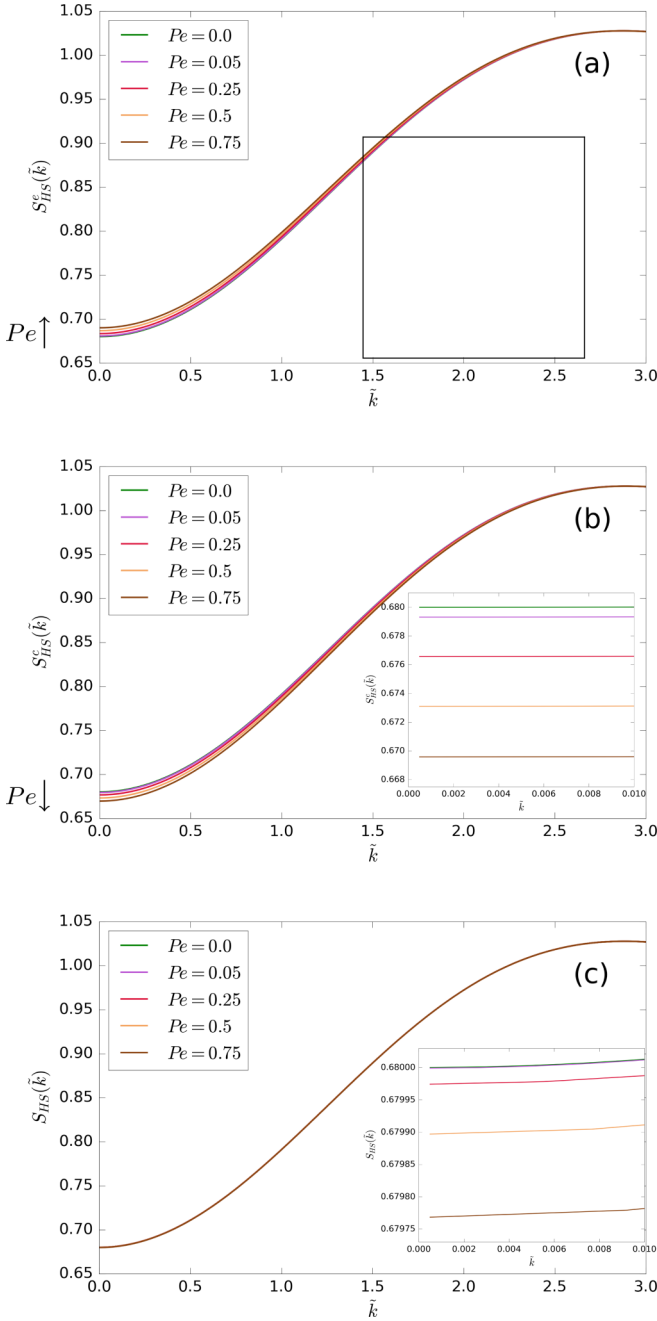 1.05
1.00
0.95
0.90
0.85
0.80
0.75
0.70
0.65
S^e_{HS}(k̃)
Pe = 0.0
Pe = 0.05
Pe = 0.25
Pe = 0.5
Pe = 0.75
(a)
Pe↑
0.0 0.5 1.0 1.5 2.0 2.5 3.0
k̃
1.05
1.00
0.95
0.90
0.85
0.80
0.75
0.70
0.65
S^c_{HS}(k̃)
Pe = 0.0
Pe = 0.05
Pe = 0.25
Pe = 0.5
Pe = 0.75
(b)
0.680
0.678
0.676
0.674
0.672
0.670
0.668
S^c_{HS}(k̃)
0.000 0.002 0.004 0.006 0.008 0.010
k̃
Pe↓
0.0 0.5 1.0 1.5 2.0 2.5 3.0
k̃
1.05
1.00
0.95
0.90
0.85
0.80
0.75
0.70
0.65
S_{HS}(k̃)
Pe = 0.0
Pe = 0.05
Pe = 0.25
Pe = 0.5
Pe = 0.75
(c)
0.68000
0.67995
0.67990
0.67985
0.67980
0.67975
S_{HS}(k̃)
0.000 0.002 0.004 0.006 0.008 0.010
k̃
0.0 0.5 1.0 1.5 2.0 2.5 3.0
k̃